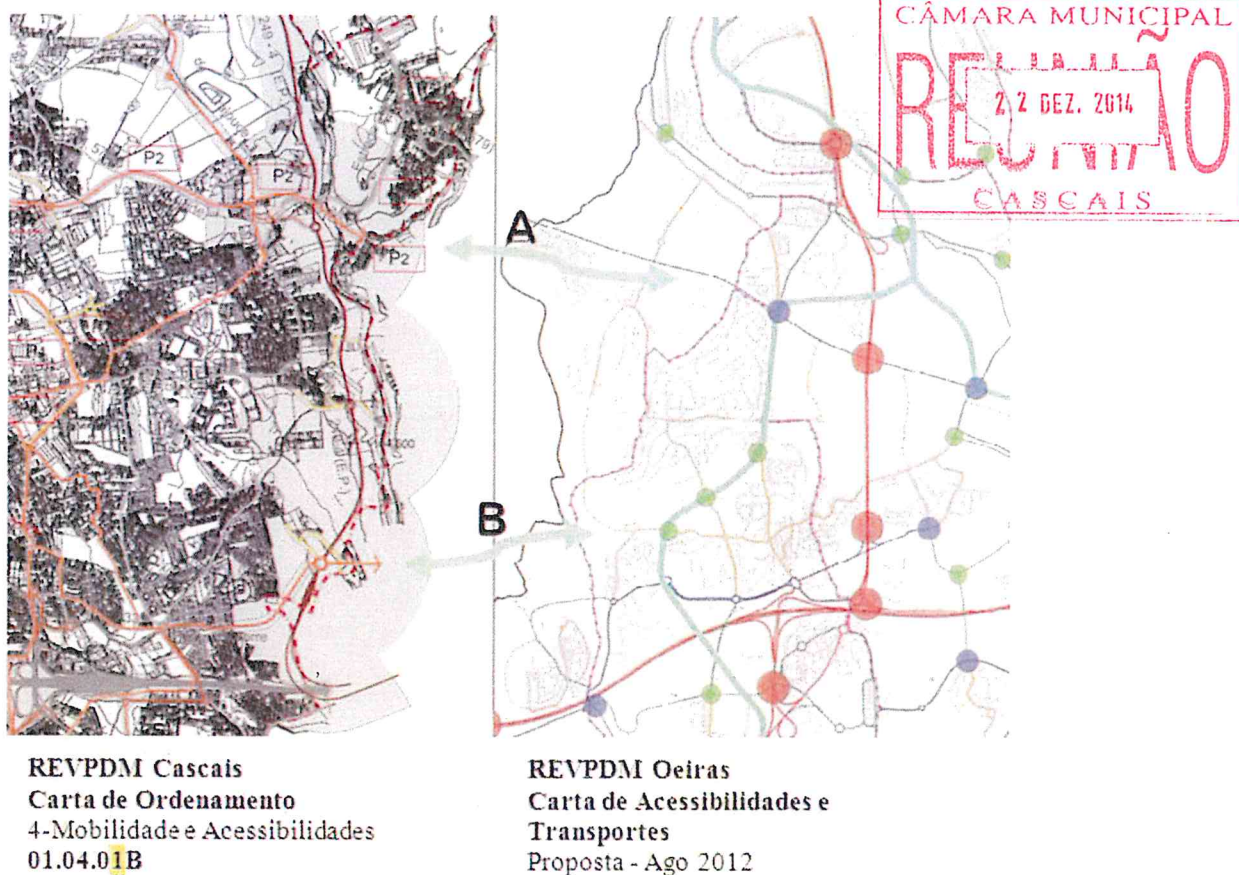 CÂMARA MUNICIPAL
REUNIÃO
22 DEZ. 2014
CASCAIS
P2
P2
P2
A
B
REVPDM Cascais
Carta de Ordenamento
4-Mobilidade e Acessibilidades
01.04.01B
REVPDM Oeiras
Carta de Acessibilidades e
Transportes
Proposta - Ago 2012